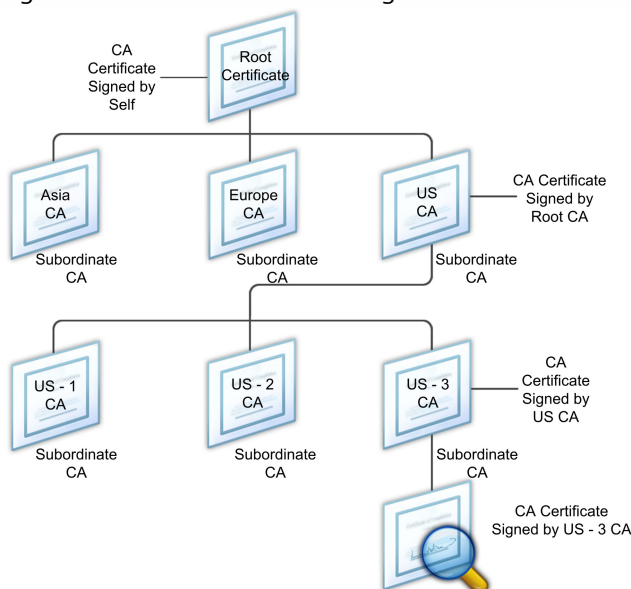 CA
Certificate
Signed by
Self
Root
Certificate
Asia
CA
Europe
CA
US
CA
CA Certificate
Signed by
Root CA
Subordinate
CA
Subordinate
CA
Subordinate
CA
US - 1
CA
US - 2
CA
US - 3
CA
CA
Certificate
Signed by
US CA
Subordinate
CA
Subordinate
CA
Subordinate
CA
CA Certificate
Signed by US - 3 CA